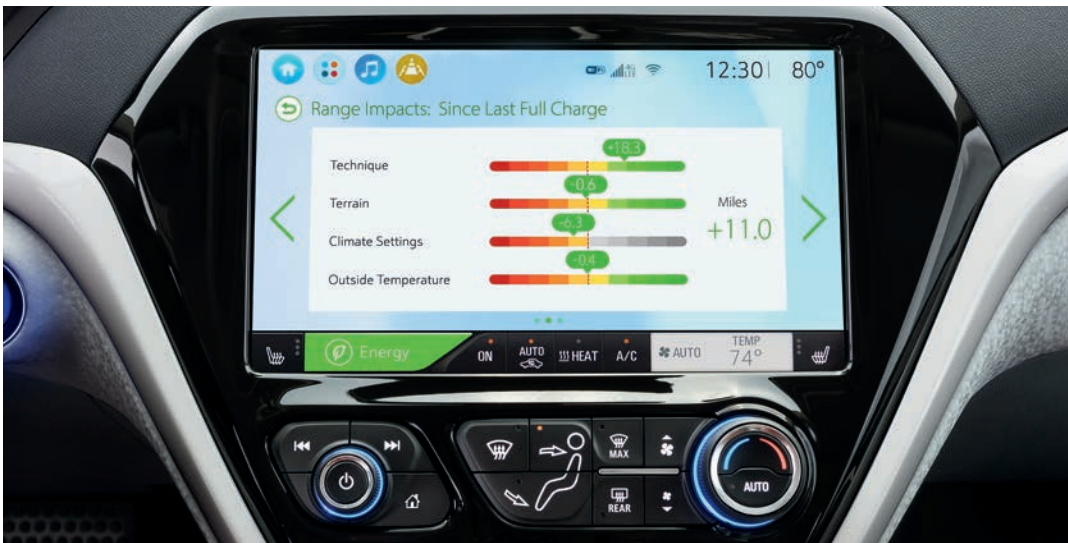 12:30 80°
Range Impacts: Since Last Full Charge
Technique +18.3
Terrain -0.6
Climate Settings -6.3
Outside Temperature -0.4
Miles
+11.0
Energy ON AUTO HEAT A/C AUTO TEMP
74°
MAX
REAR
AUTO